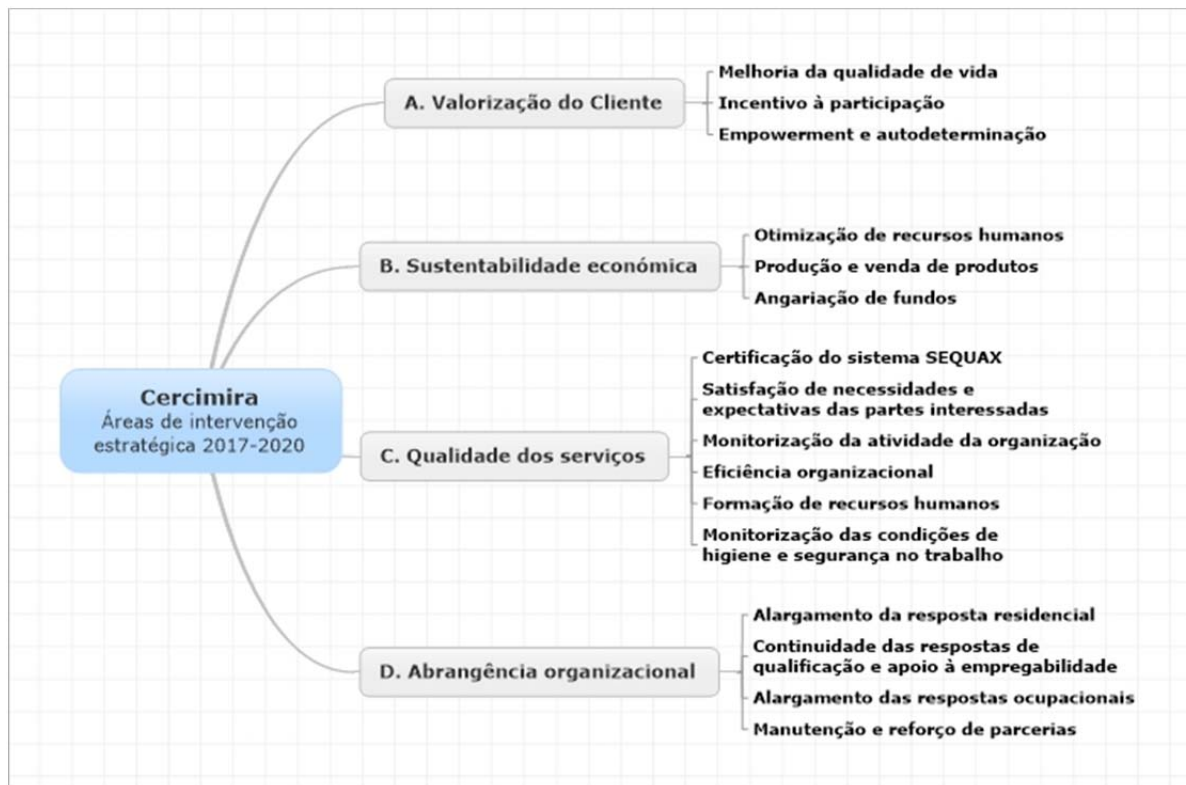 Cercimira
Áreas de intervenção
estratégica 2017-2020
A. Valorização do Cliente
Melhoria da qualidade de vida
Incentivo à participação
Empowerment e autodeterminação
B. Sustentabilidade económica
Otimização de recursos humanos
Produção e venda de produtos
Angariação de fundos
C. Qualidade dos serviços
Certificação do sistema SEQUAX
Satisfação de necessidades e
expectativas das partes interessadas
Monitorização da atividade da organização
Eficiência organizacional
Formação de recursos humanos
Monitorização das condições de
higiene e segurança no trabalho
D. Abrangência organizacional
Alargamento da resposta residencial
Continuidade das respostas de
qualificação e apoio à empregabilidade
Alargamento das respostas ocupacionais
Manutenção e reforço de parcerias